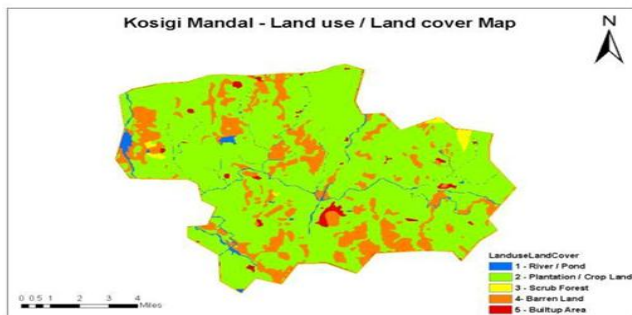 Kosigi Mandal - Land use / Land cover Map
N
LanduseLandCover
1 - River / Pond
2 - Plantation / Crop Land
3 - Scrub Forest
4- Barren Land
5 - Builtup Area
0 0.5 1 2 3 4
Miles